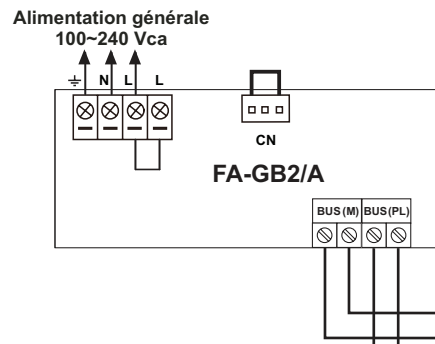 Alimentation générale
100~240 Vca
N L L
CN
FA-GB2/A
BUS (M) BUS (PL)